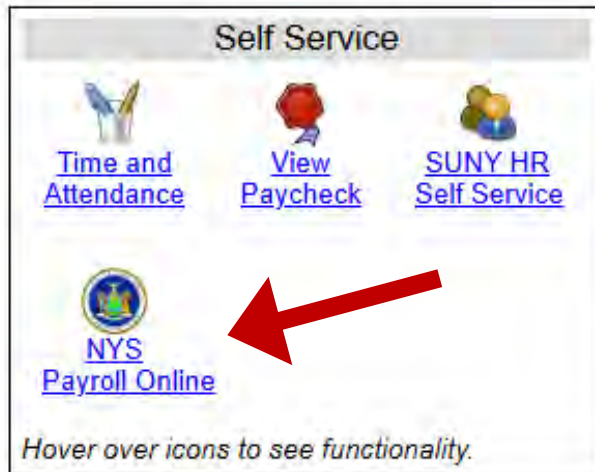 Self Service
Time and Attendance
View Paycheck
SUNY HR Self Service
NYS Payroll Online
Hover over icons to see functionality.